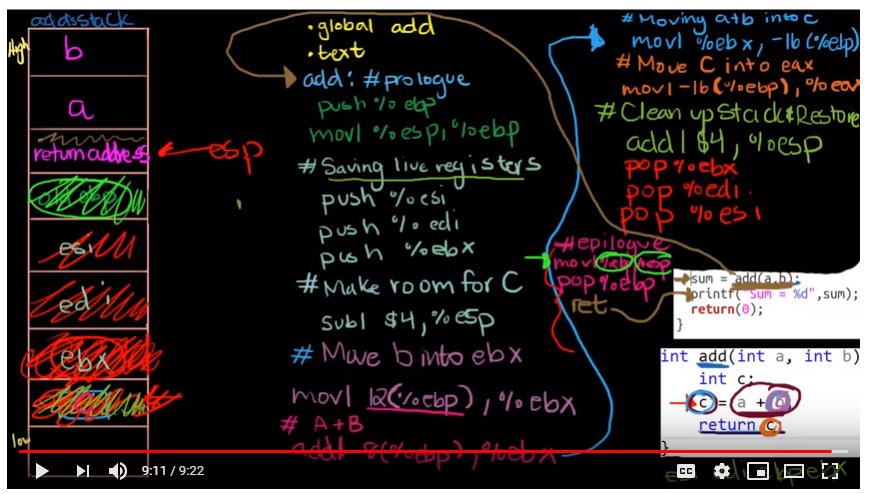 adds stack
High
b
a
return address
esp
esi
edi
ebx
low
.global add
.text
add: #prologue
push %ebp
movl %esp, %ebp
# Saving live registers
push %esi
push % edi
push %ebx
# Make room for C
subl $4, %esp
# Move b into ebx
movl 12(%ebp), %ebx
# A+B
addl 8(%ebp), %ebx
# Moving a+b into c
movl %ebx, -16(%ebp)
# Move C into eax
movl -16(%ebp), %eax
# Clean up Stack & Restore
addl $4, %esp
pop %ebx
pop %edi
pop %esi
#epilogue
movl %ebp %esp
pop %ebp
ret
sum = add(a,b);
printf("Sum = %d",sum);
return(0);
}
int add(int a, int b)
int c;
c = a +
return c
}
9:11 / 9:22
CC